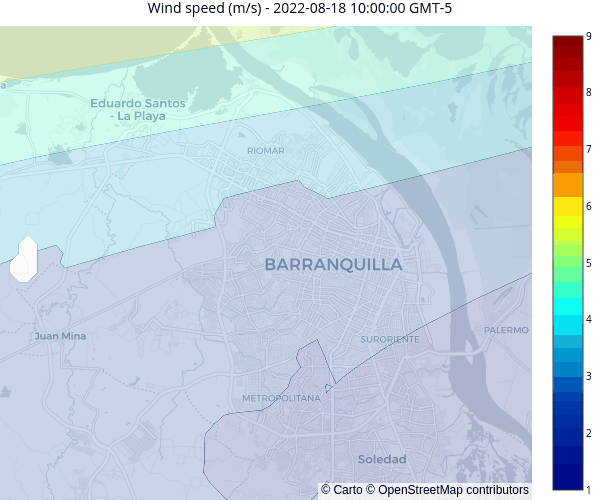 Wind speed (m/s) - 2022-08-18 10:00:00 GMT-5
a
Eduardo Santos
- La Playa
RIOMAR
BARRANQUILLA
Juan Mina
SURORIENTE
PALERMO
METROPOLITANA
Soledad
© Carto © OpenStreetMap contributors
9
8
7
6
5
4
3
2
1